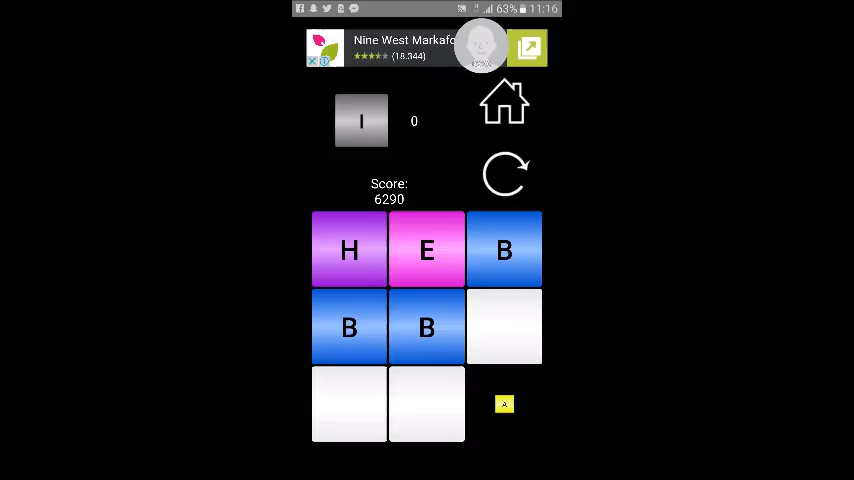 63% 11:16
Nine West Markafo
(18.344)
I 0
Score:
6290
H E B
B B
A